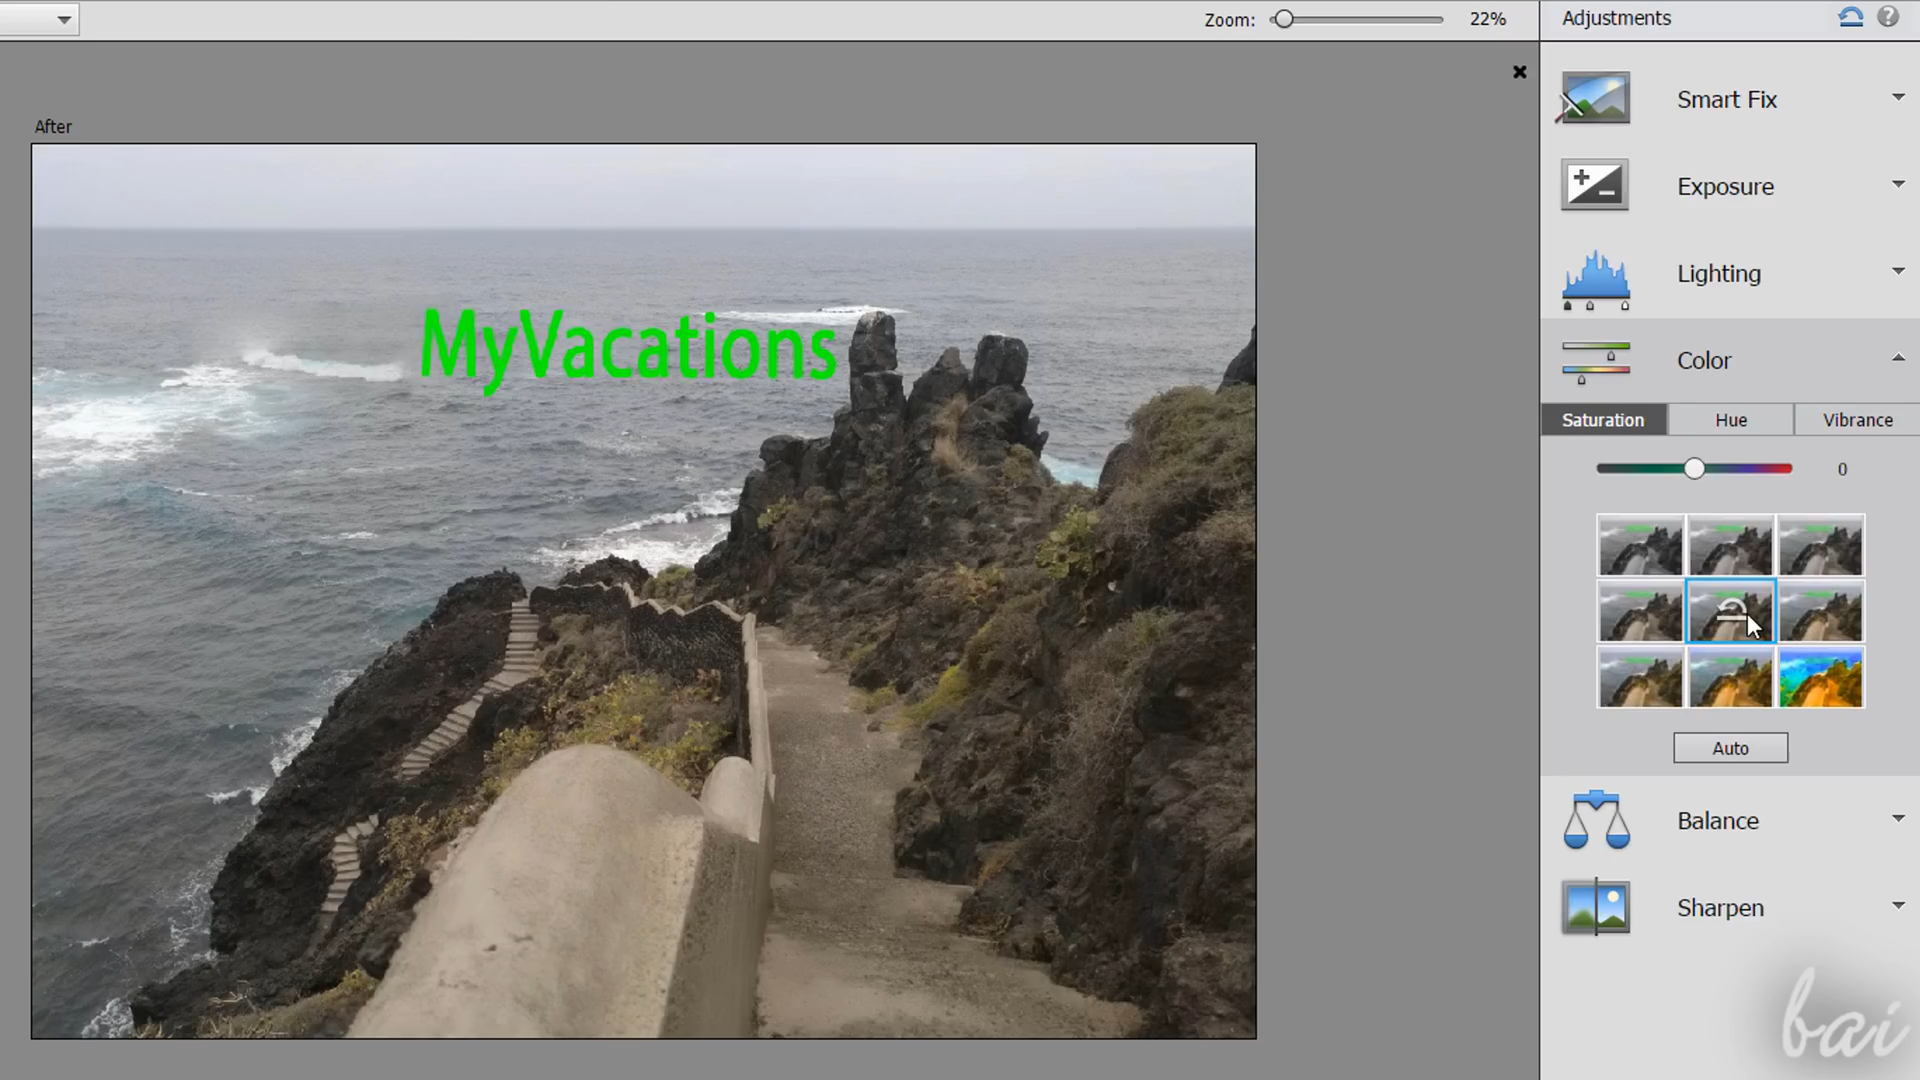 Zoom: 22%
Adjustments
After
Smart Fix
Exposure
Lighting
Color
Saturation Hue Vibrance
0
Auto
Balance
Sharpen
MyVacations
bai